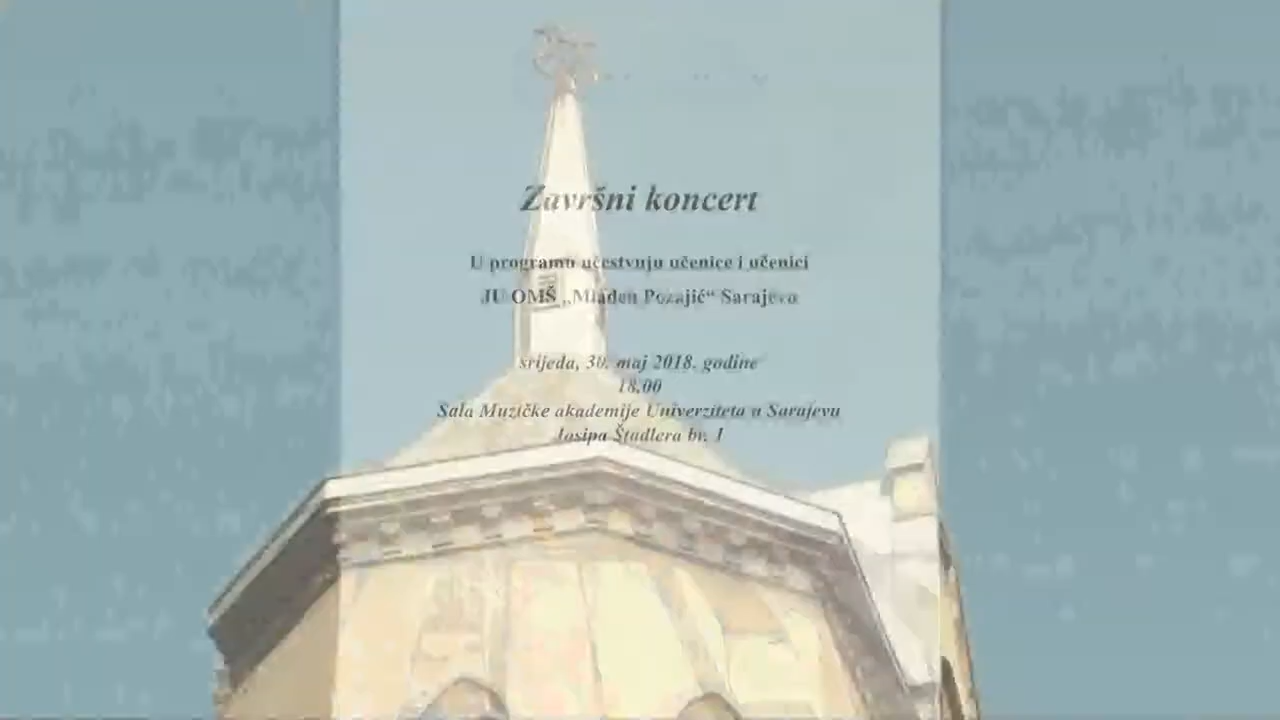 Završni koncert
U programu učestvuju učenice i učenici
JU OMŠ „Mladen Pozajić“ Sarajevo
srijeda, 30. maj 2018. godine
18,00
Sala Muzičke akademije Univerziteta u Sarajevu
Josipa Štadlera br. 1